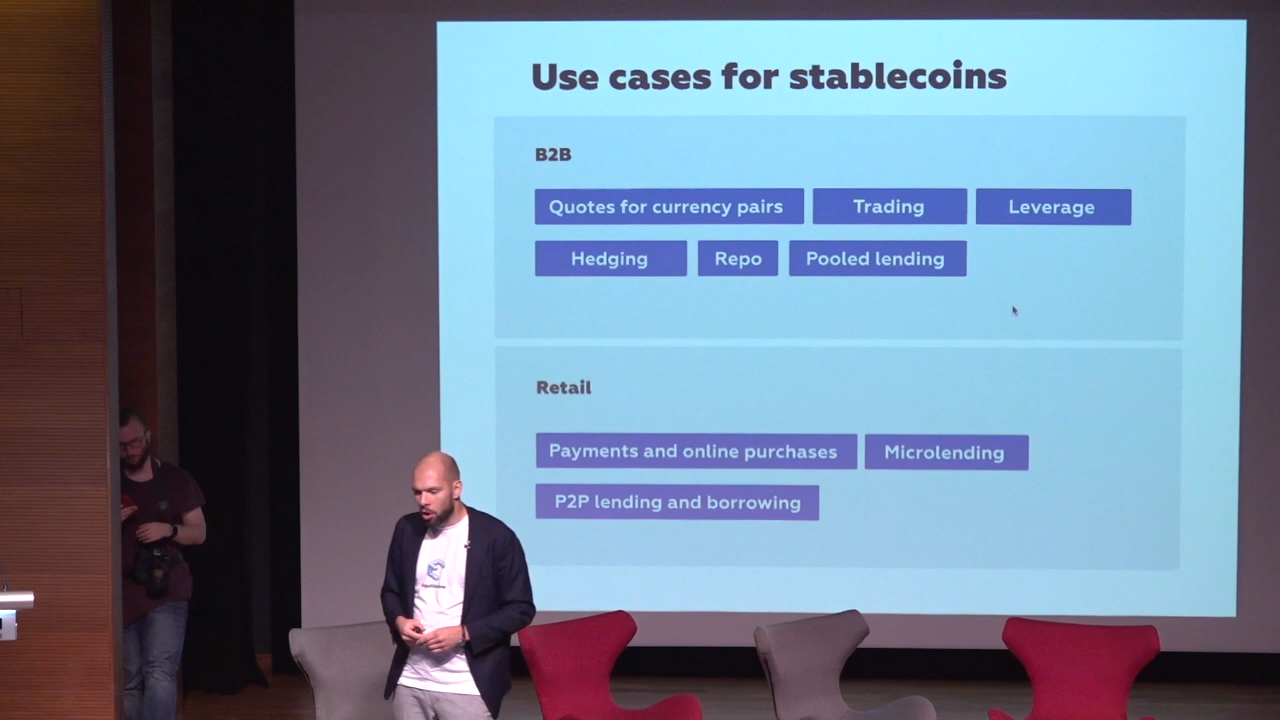 Use cases for stablecoins
B2B
Quotes for currency pairs
Trading
Leverage
Hedging
Repo
Pooled lending
Retail
Payments and online purchases
Microlending
P2P lending and borrowing